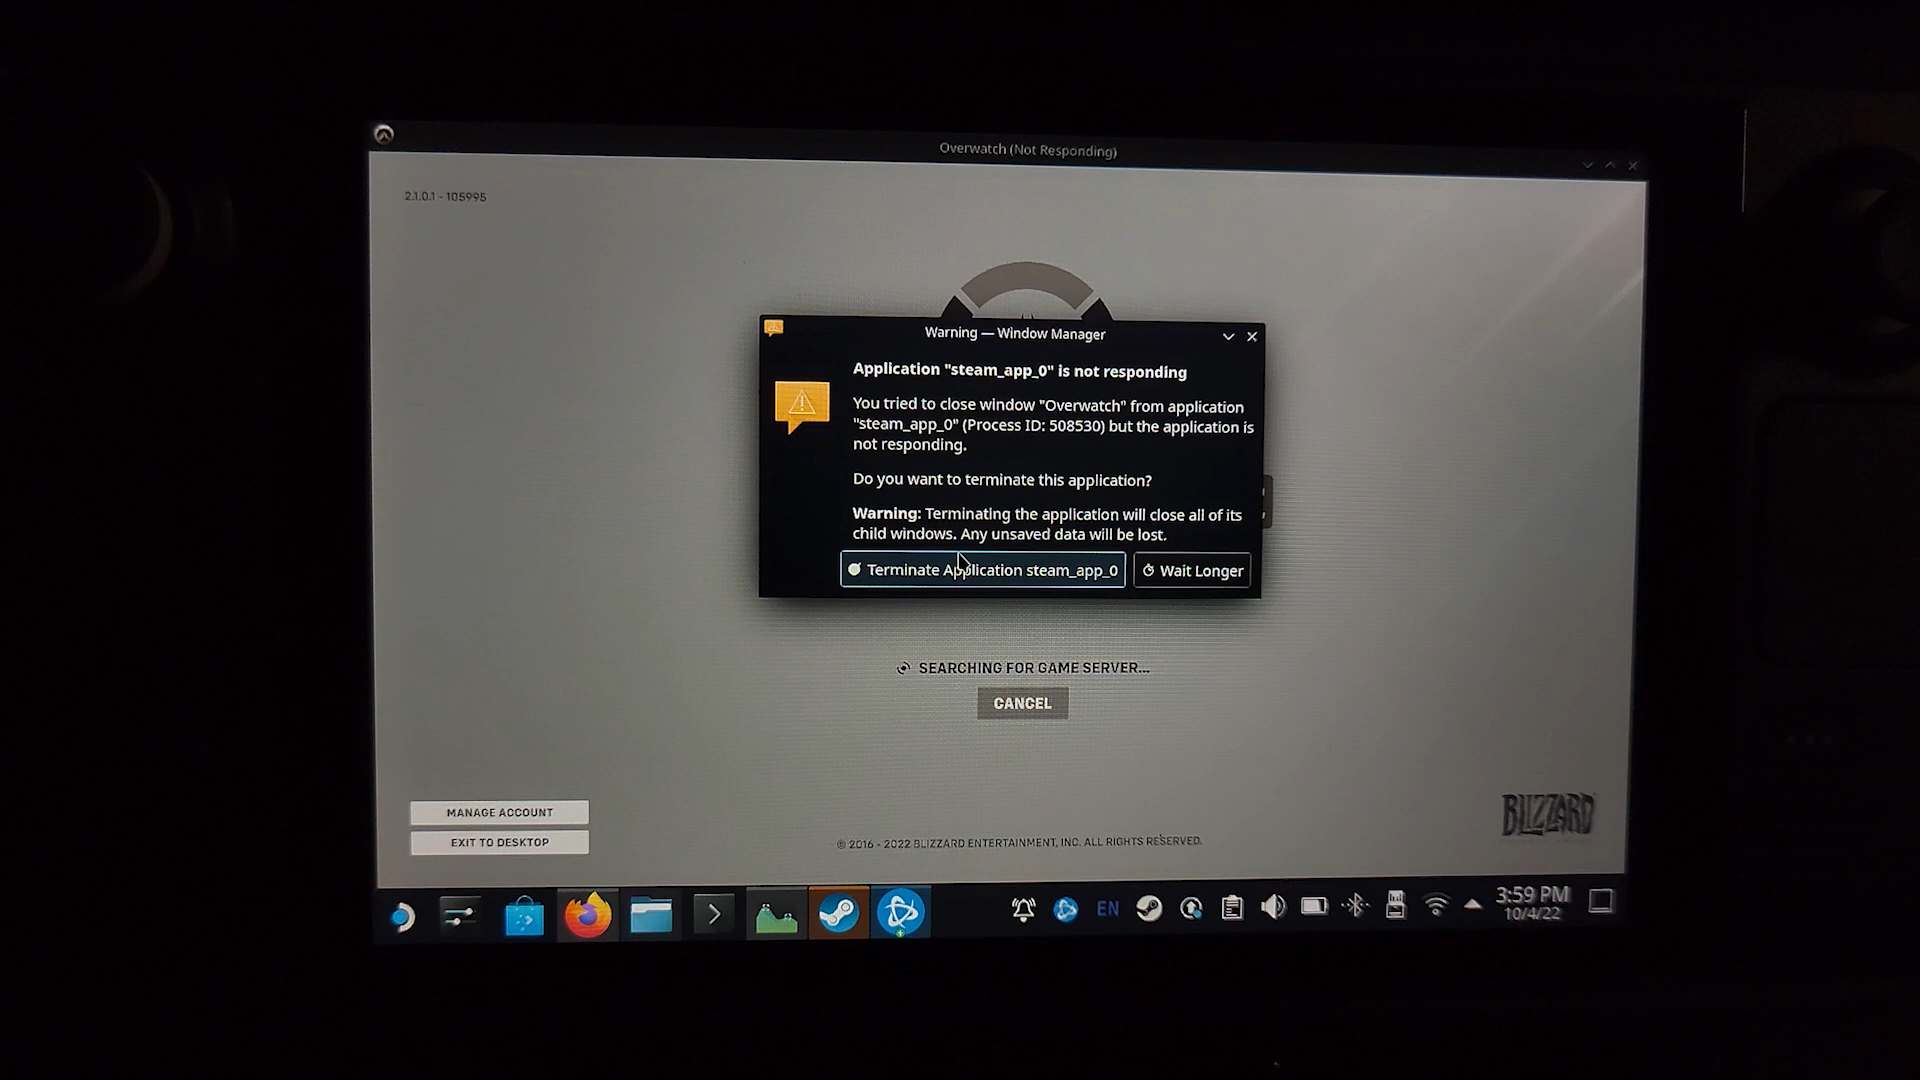 Overwatch (Not Responding)
2.1.0.1 - 105995
Warning — Window Manager
Application "steam_app_0" is not responding
You tried to close window "Overwatch" from application
"steam_app_0" (Process ID: 508530) but the application is
not responding.
Do you want to terminate this application?
Warning: Terminating the application will close all of its
child windows. Any unsaved data will be lost.
Terminate Application steam_app_0
Wait Longer
SEARCHING FOR GAME SERVER...
CANCEL
MANAGE ACCOUNT
EXIT TO DESKTOP
© 2016 - 2022 BLIZZARD ENTERTAINMENT, INC. ALL RIGHTS RESERVED.
BLIZZARD
EN
3:59 PM
10/4/22